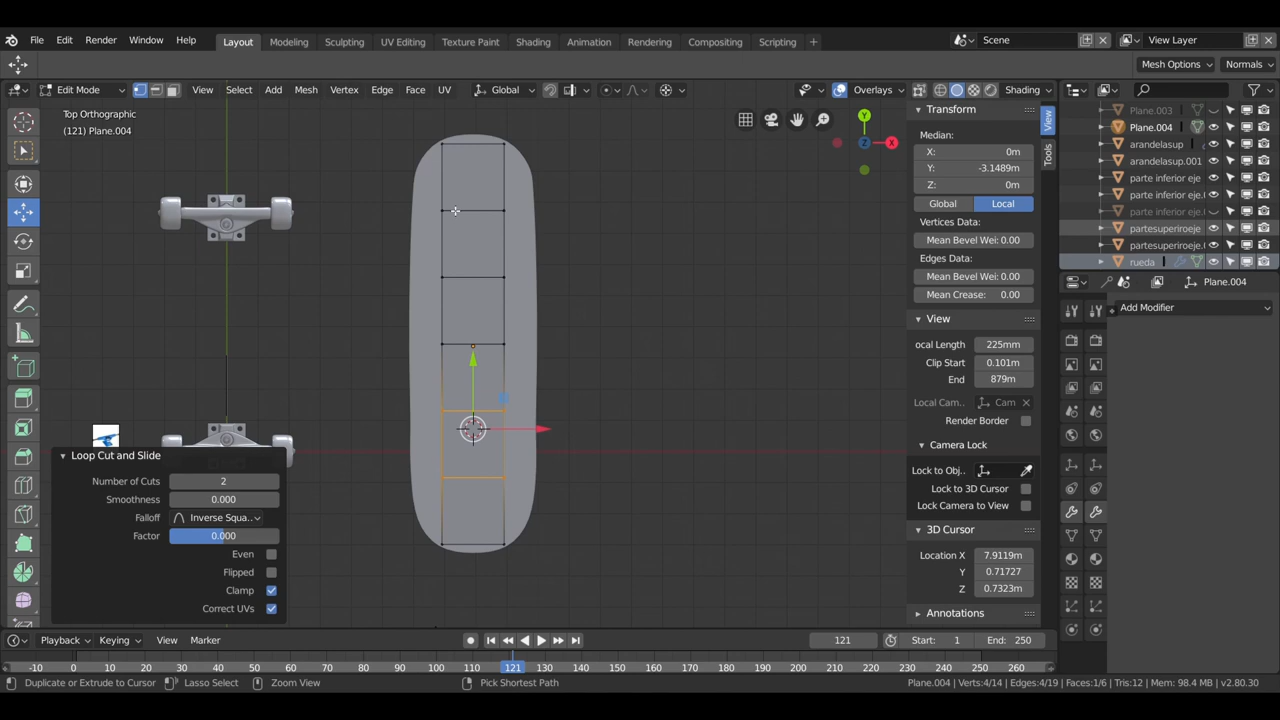 File Edit Render Window Help Layout Modeling Sculpting UV Editing Texture Paint Shading Animation Rendering Compositing Scripting + Scene View Layer
Mesh Options Normals
Edit Mode View Select Add Mesh Vertex Edge Face UV Global Overlays Shading
Top Orthographic
(121) Plane.004
Y
X
Z
Transform
Median:
X: 0m
Y: -3.1489m
Z: 0m
Global Local
Vertices Data:
Mean Bevel Wei: 0.00
Edges Data:
Mean Bevel Wei: 0.00
Mean Crease: 0.00
View
ocal Length 225mm
Clip Start 0.101m
End 879m
Local Cam.. Cam
Render Border
Camera Lock
Lock to Obj..
Lock to 3D Cursor
Lock Camera to View
3D Cursor
Location X 7.9119m
Y 0.71727
Z 0.7323m
Annotations
View
Tools
Plane.003
Plane.004
arandelasup
arandelasup.001
parte inferior eje
parte inferior eje
parte inferior eje
partesuperiroeje
partesuperiroeje.
rueda
Plane.004
Add Modifier
Loop Cut and Slide
Number of Cuts 2
Smoothness 0.000
Falloff Inverse Squa..
Factor 0.000
Even
Flipped
Clamp
Correct UVs
Playback Keying View Marker 121 Start: 1 End: 250
-10 0 10 20 30 40 50 60 70 80 90 100 110 121 130 140 150 160 170 180 190 200 210 220 230 240 250 260
Duplicate or Extrude to Cursor Lasso Select Zoom View Pick Shortest Path Plane.004 | Verts:4/14 | Edges:4/19 | Faces:1/6 | Tris:12 | Mem: 98.4 MB | v2.80.30